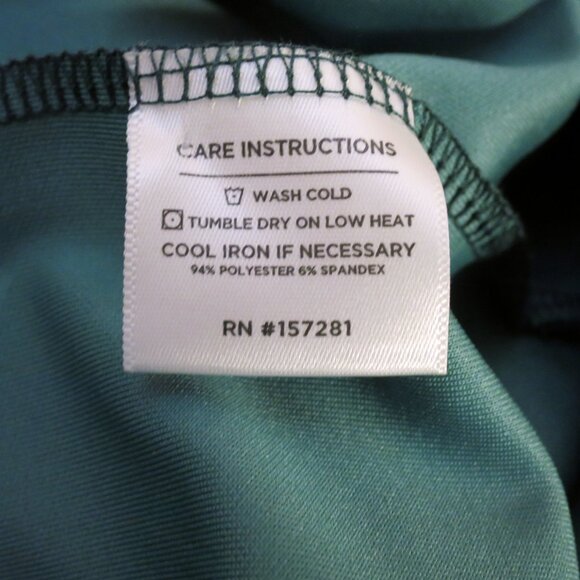 CARE INSTRUCTIONS
WASH COLD
TUMBLE DRY ON LOW HEAT
COOL IRON IF NECESSARY
94% POLYESTER 6% SPANDEX
RN #157281